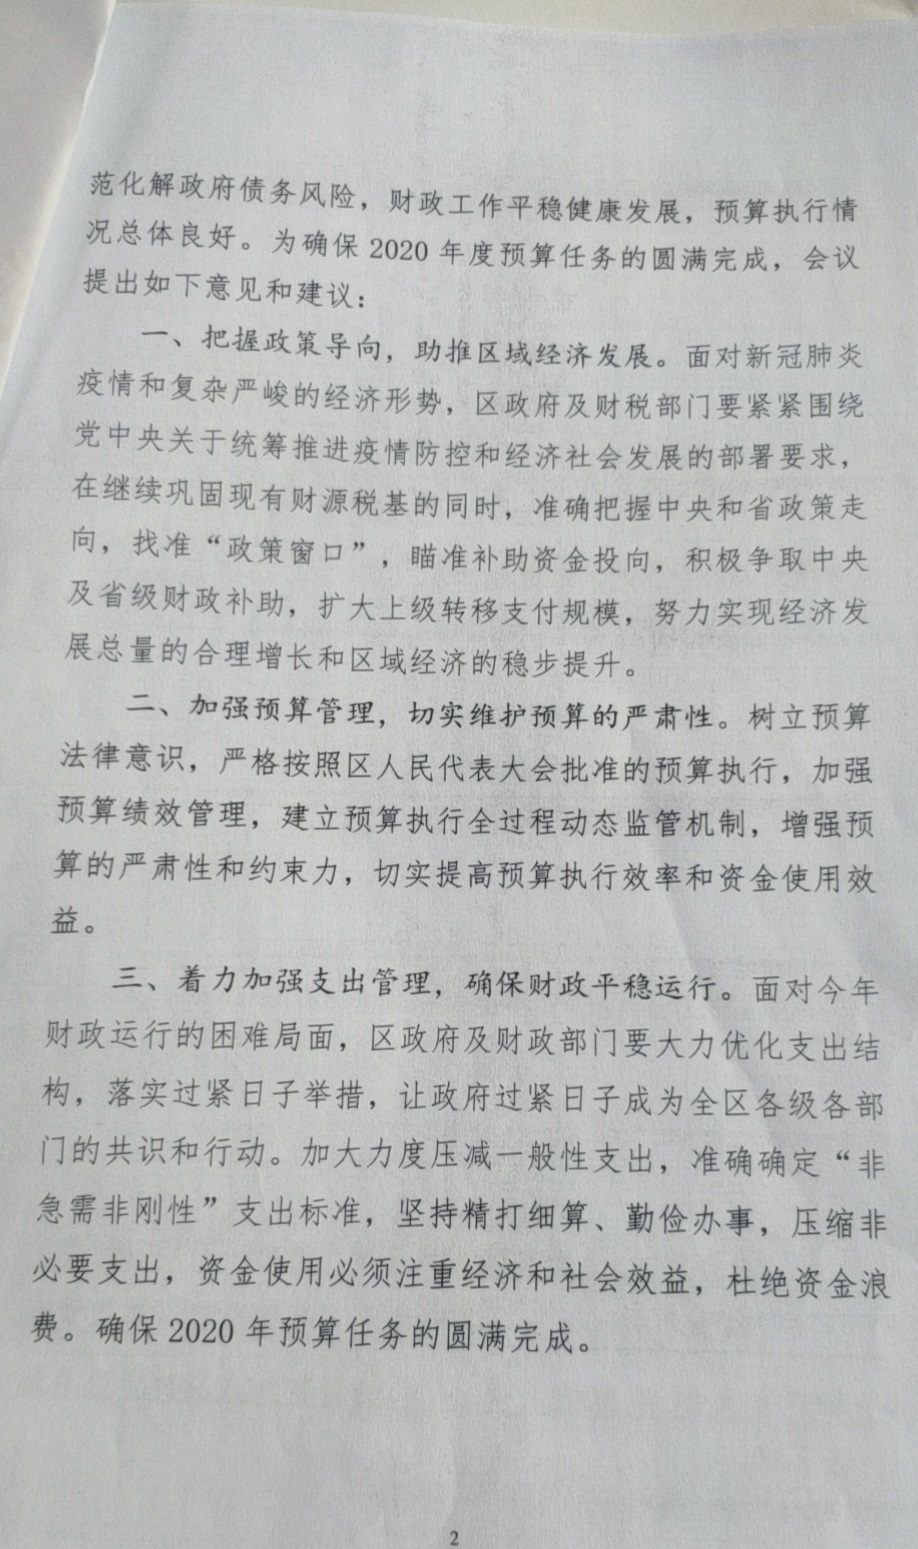 范化解政府债务风险，财政工作平稳健康发展，预算执行情
况总体良好。为确保 2020 年度预算任务的圆满完成，会议
提出如下意见和建议：
一、把握政策导向，助推区域经济发展。面对新冠肺炎
疫情和复杂严峻的经济形势，区政府及财税部门要紧紧围绕
党中央关于统筹推进疫情防控和经济社会发展的部署要求，
在继续巩固现有财源税基的同时，准确把握中央和省政策走
向，找准“政策窗口”，瞄准补助资金投向，积极争取中央
及省级财政补助，扩大上级转移支付规模，努力实现经济发
展总量的合理增长和区域经济的稳步提升。
二、加强预算管理，切实维护预算的严肃性。树立预算
法律意识，严格按照区人民代表大会批准的预算执行，加强
预算绩效管理，建立预算执行全过程动态监管机制，增强预
算的严肃性和约束力，切实提高预算执行效率和资金使用效
益。
三、着力加强支出管理，确保财政平稳运行。面对今年
财政运行的困难局面，区政府及财政部门要大力优化支出结
构，落实过紧日子举措，让政府过紧日子成为全区各级各部
门的共识和行动。加大力度压减一般性支出，准确确定“非
急需非刚性”支出标准，坚持精打细算、勤俭办事，压缩非
必要支出，资金使用必须注重经济和社会效益，杜绝资金浪
费。确保 2020 年预算任务的圆满完成。
2